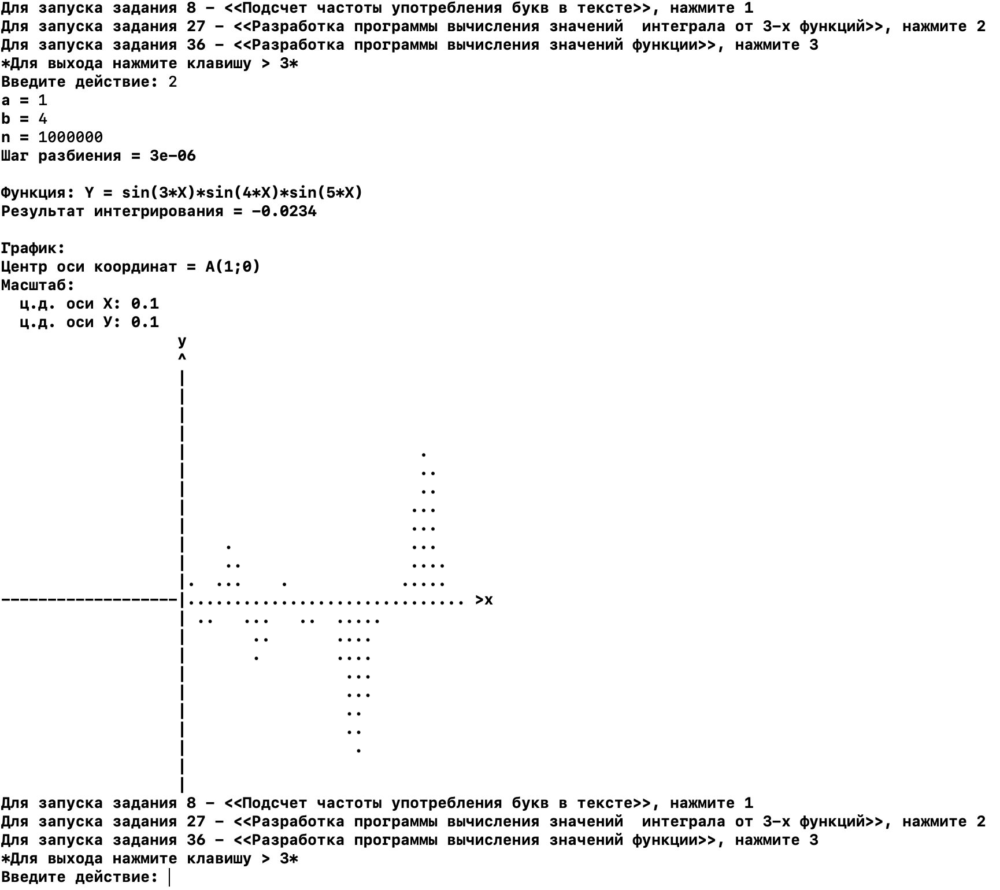 Для запуска задания 8 - <<Подсчет частоты употребления букв в тексте>>, нажмите 1
Для запуска задания 27 - <<Разработка программы вычисления значений  интеграла от 3-х функций>>, нажмите 2
Для запуска задания 36 - <<Разработка программы вычисления значений функции>>, нажмите 3
*Для выхода нажмите клавишу > 3*
Введите действие: 2
a = 1
b = 4
n = 1000000
Шаг разбиения = 3e-06
Функция: Y = sin(3*X)*sin(4*X)*sin(5*X)
Результат интегрирования = -0.0234
График:
Центр оси координат = A(1;0)
Масштаб:
ц.д. оси X: 0.1
ц.д. оси У: 0.1
y
^
>x
Для запуска задания 8 - <<Подсчет частоты употребления букв в тексте>>, нажмите 1
Для запуска задания 27 - <<Разработка программы вычисления значений  интеграла от 3-х функций>>, нажмите 2
Для запуска задания 36 - <<Разработка программы вычисления значений функции>>, нажмите 3
*Для выхода нажмите клавишу > 3*
Введите действие: